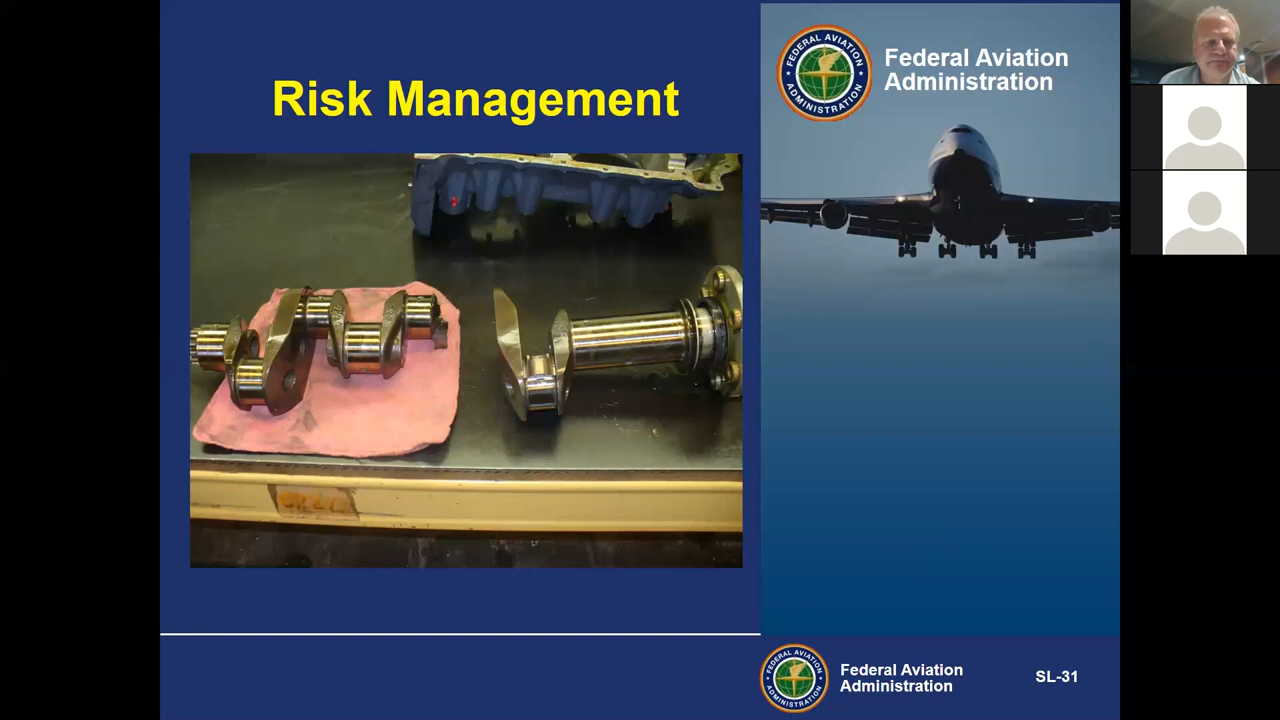 Risk Management
FEDERAL AVIATION
ADMINISTRATION
Federal Aviation
Administration
FEDERAL AVIATION
ADMINISTRATION
Federal Aviation
Administration
SL-31